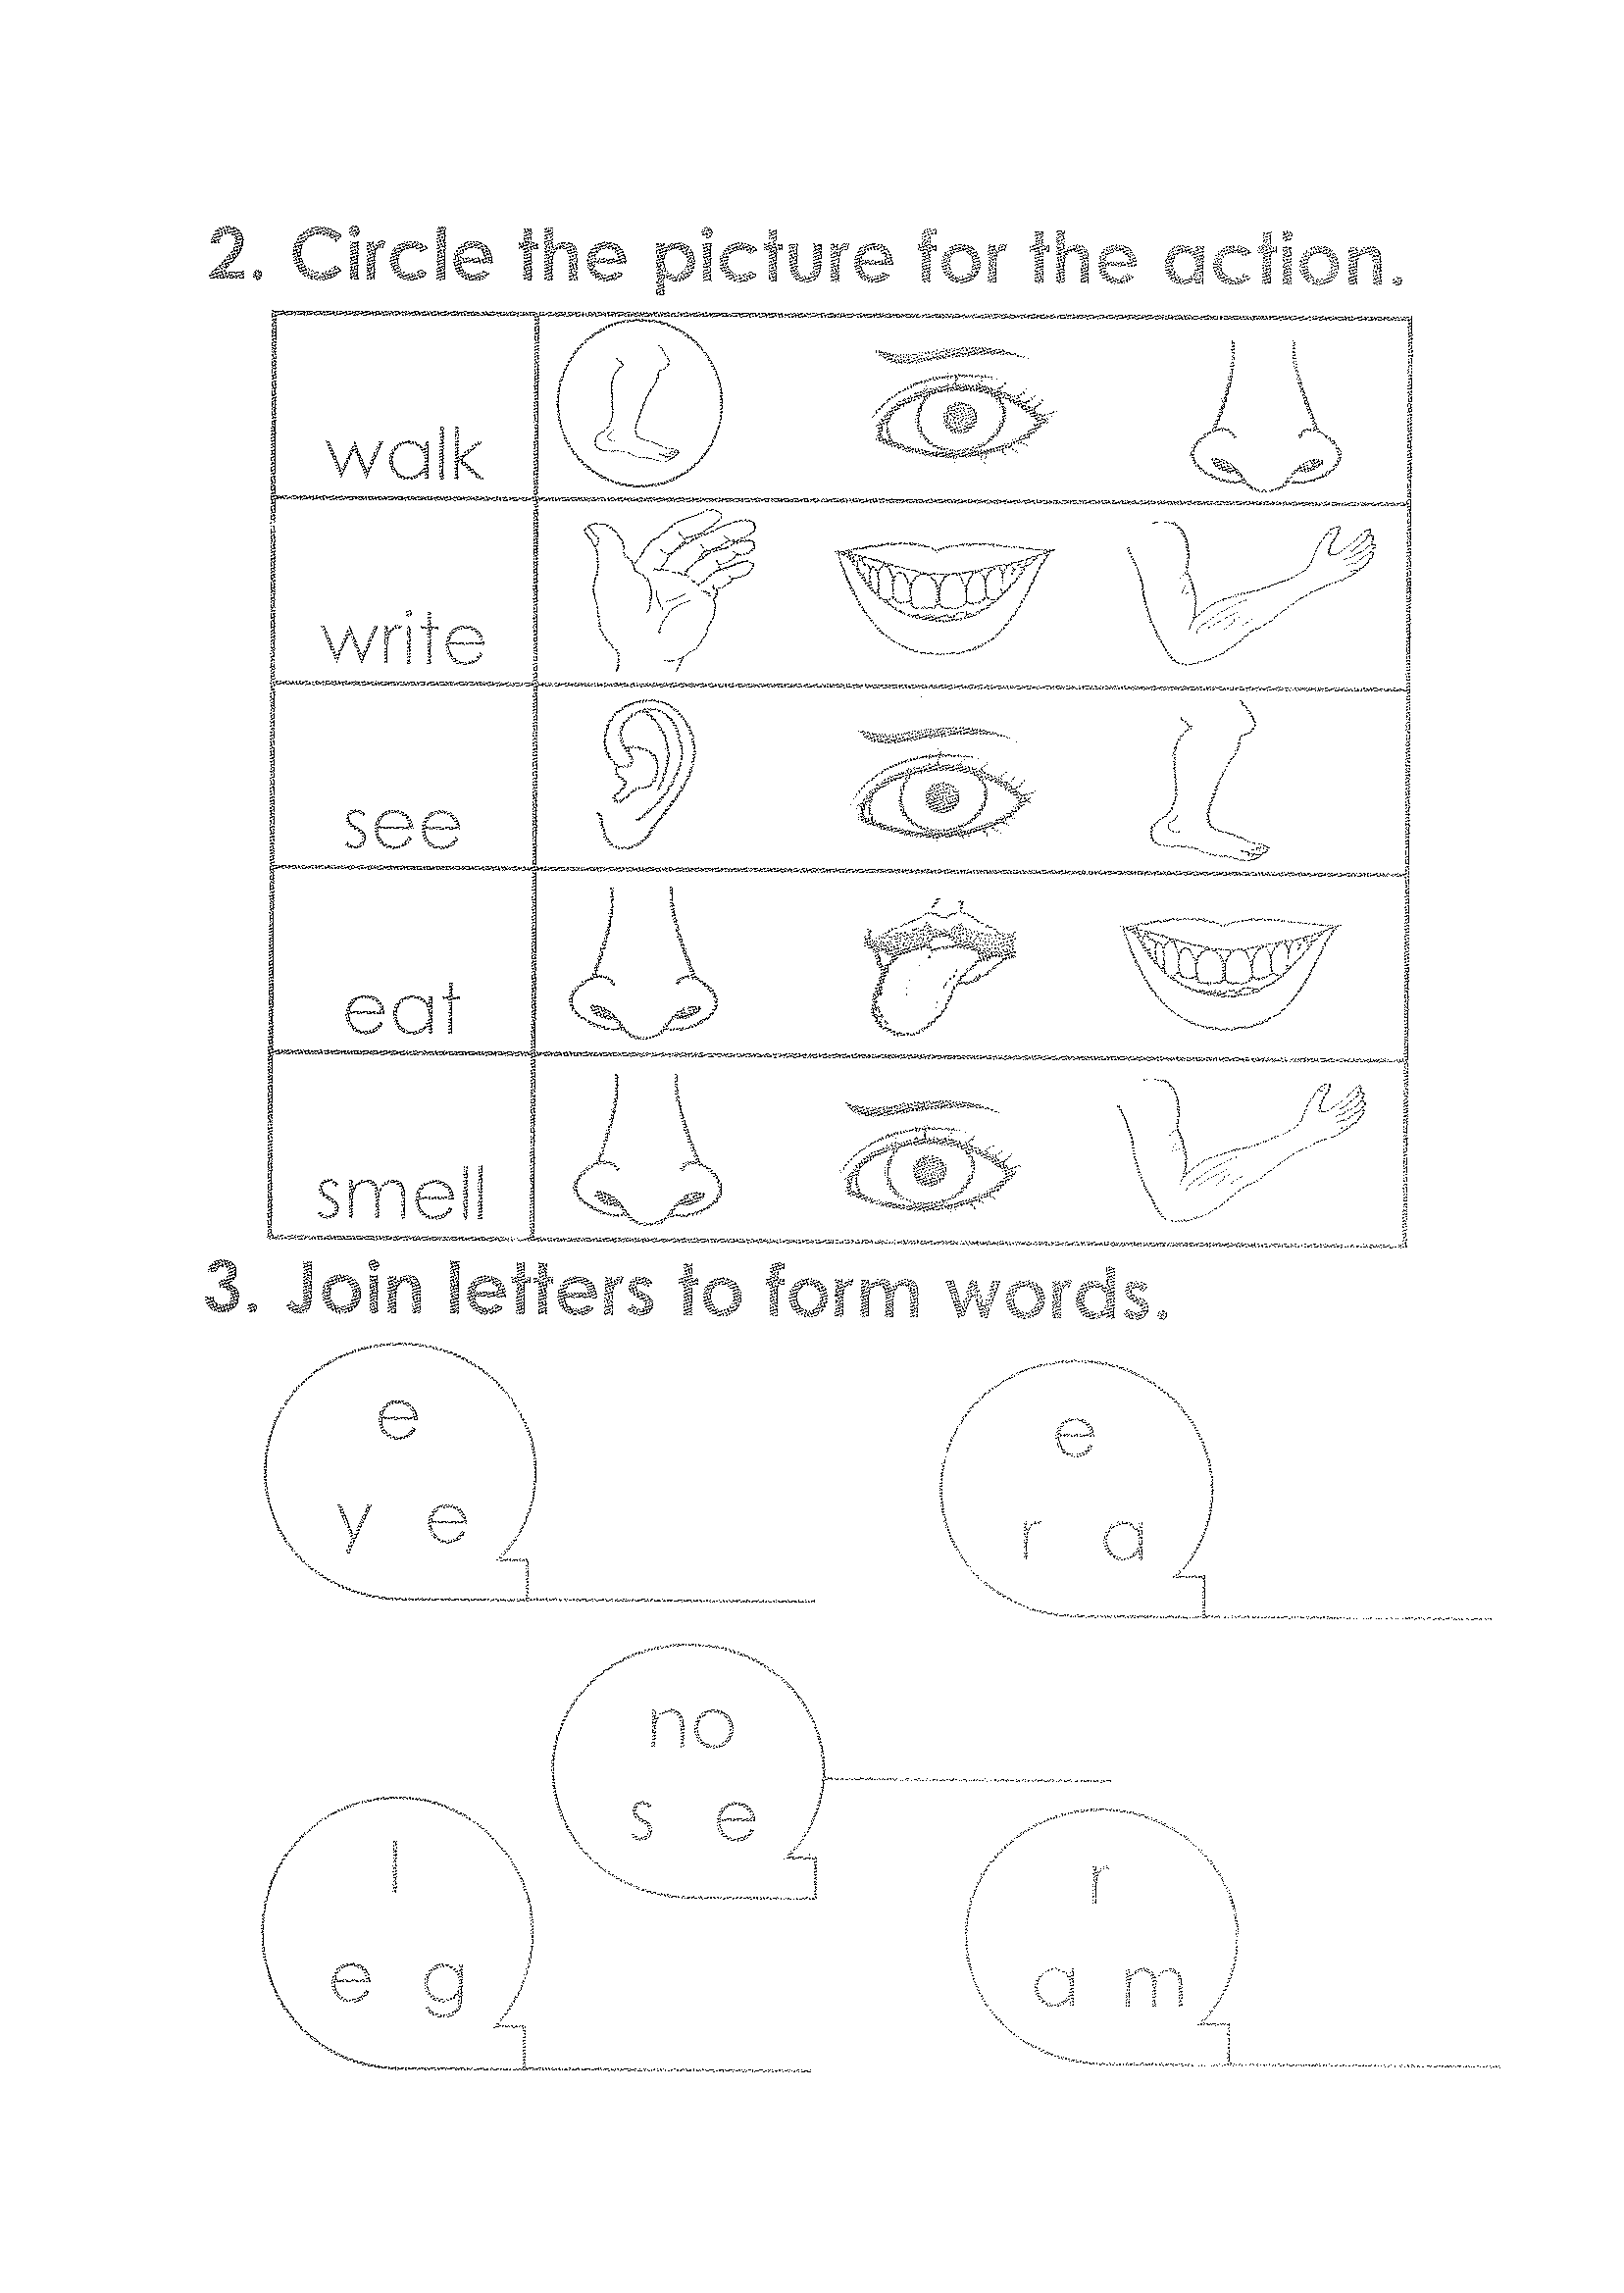 2. Circle the picture for the action.
walk
write
see
eat
smell
3. Join letters to form words.
e
y e
e
r a
no
s e
l
e g
r
a m